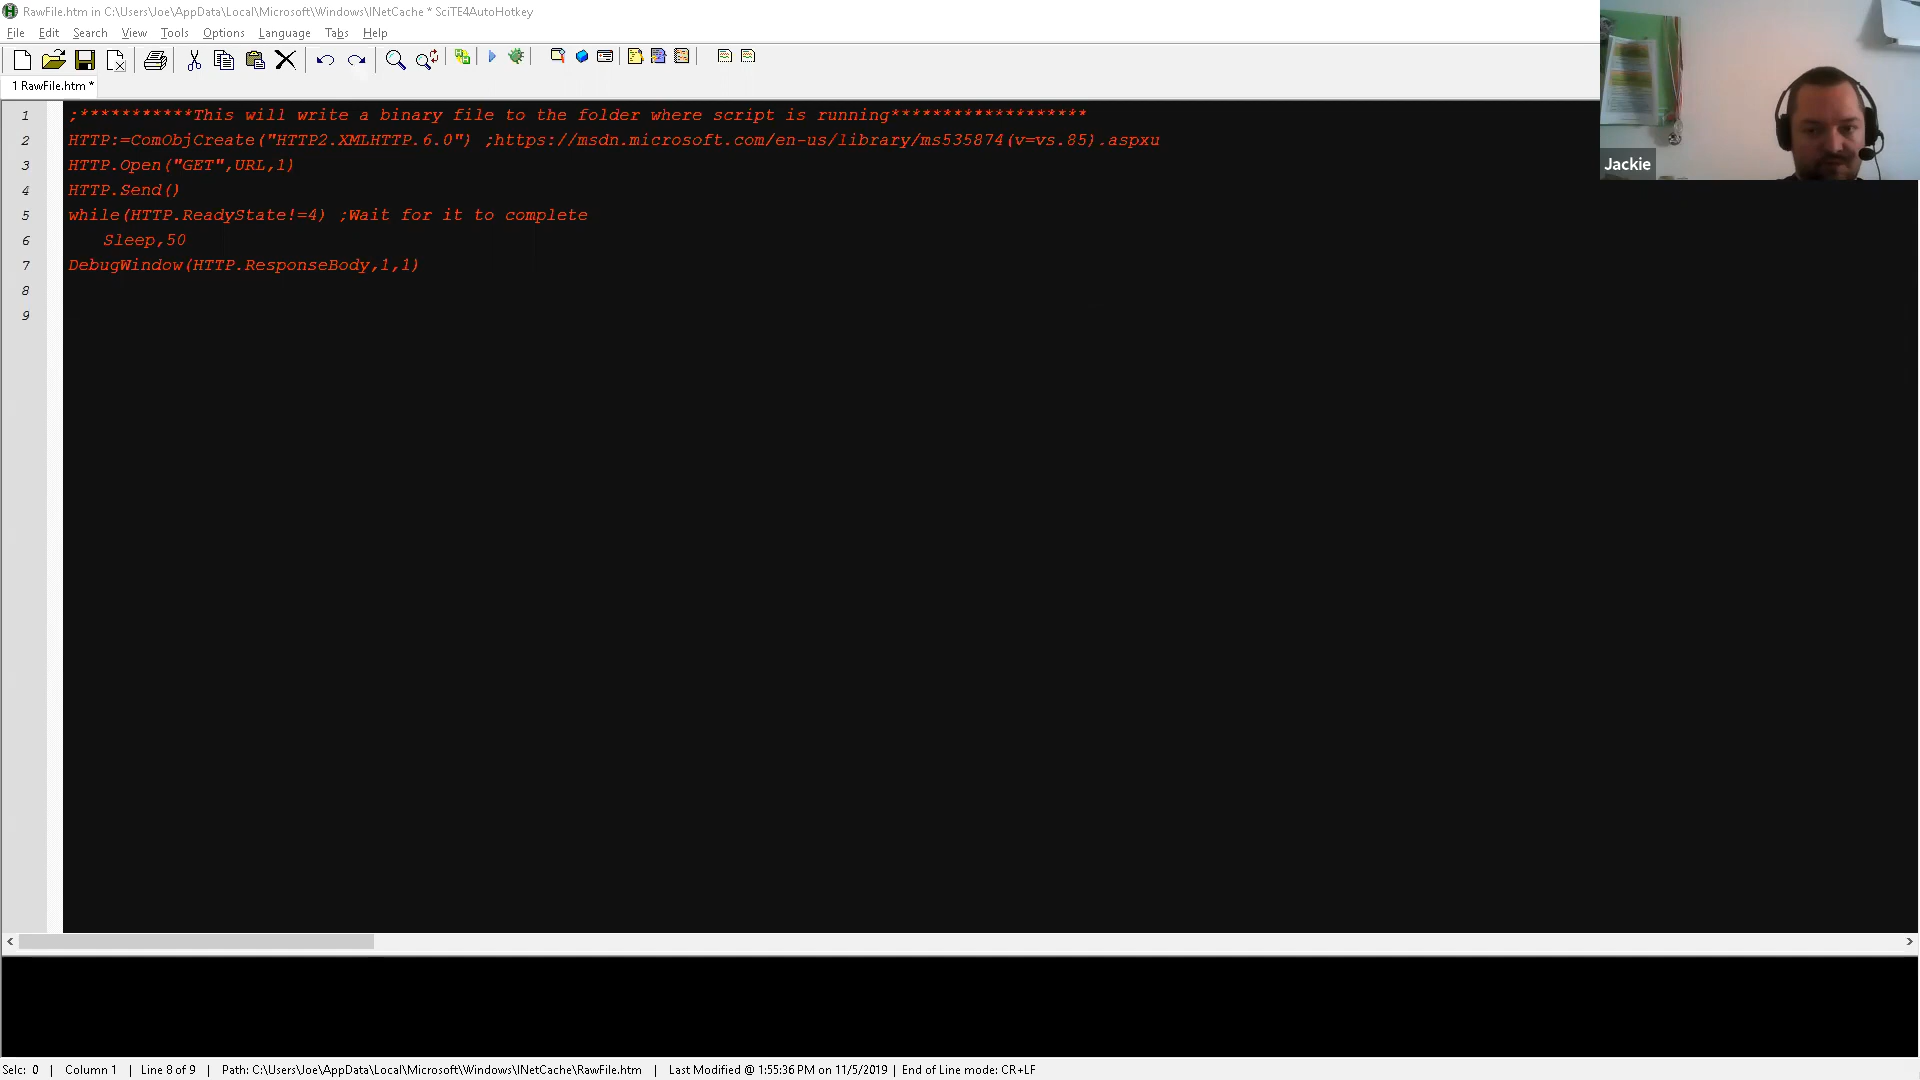 RawFile.htm in C:\Users\Joe\AppData\Local\Microsoft\Windows\INetCache * SciTE4AutoHotkey
File Edit Search View Tools Options Language Tabs Help
1 RawFile.htm *
Jackie
1 ;***********This will write a binary file to the folder where script is running*******************
2 HTTP:=ComObjCreate("HTTP2.XMLHTTP.6.0") ;https://msdn.microsoft.com/en-us/library/ms535874(v=vs.85).aspxu
3 HTTP.Open("GET",URL,1)
4 HTTP.Send()
5 while(HTTP.ReadyState!=4) ;Wait for it to complete
6 Sleep,50
7 DebugWindow(HTTP.ResponseBody,1,1)
8
9
Selc: 0 | Column 1 | Line 8 of 9 | Path: C:\Users\Joe\AppData\Local\Microsoft\Windows\INetCache\RawFile.htm | Last Modified @ 1:55:36 PM on 11/5/2019 | End of Line mode: CR+LF